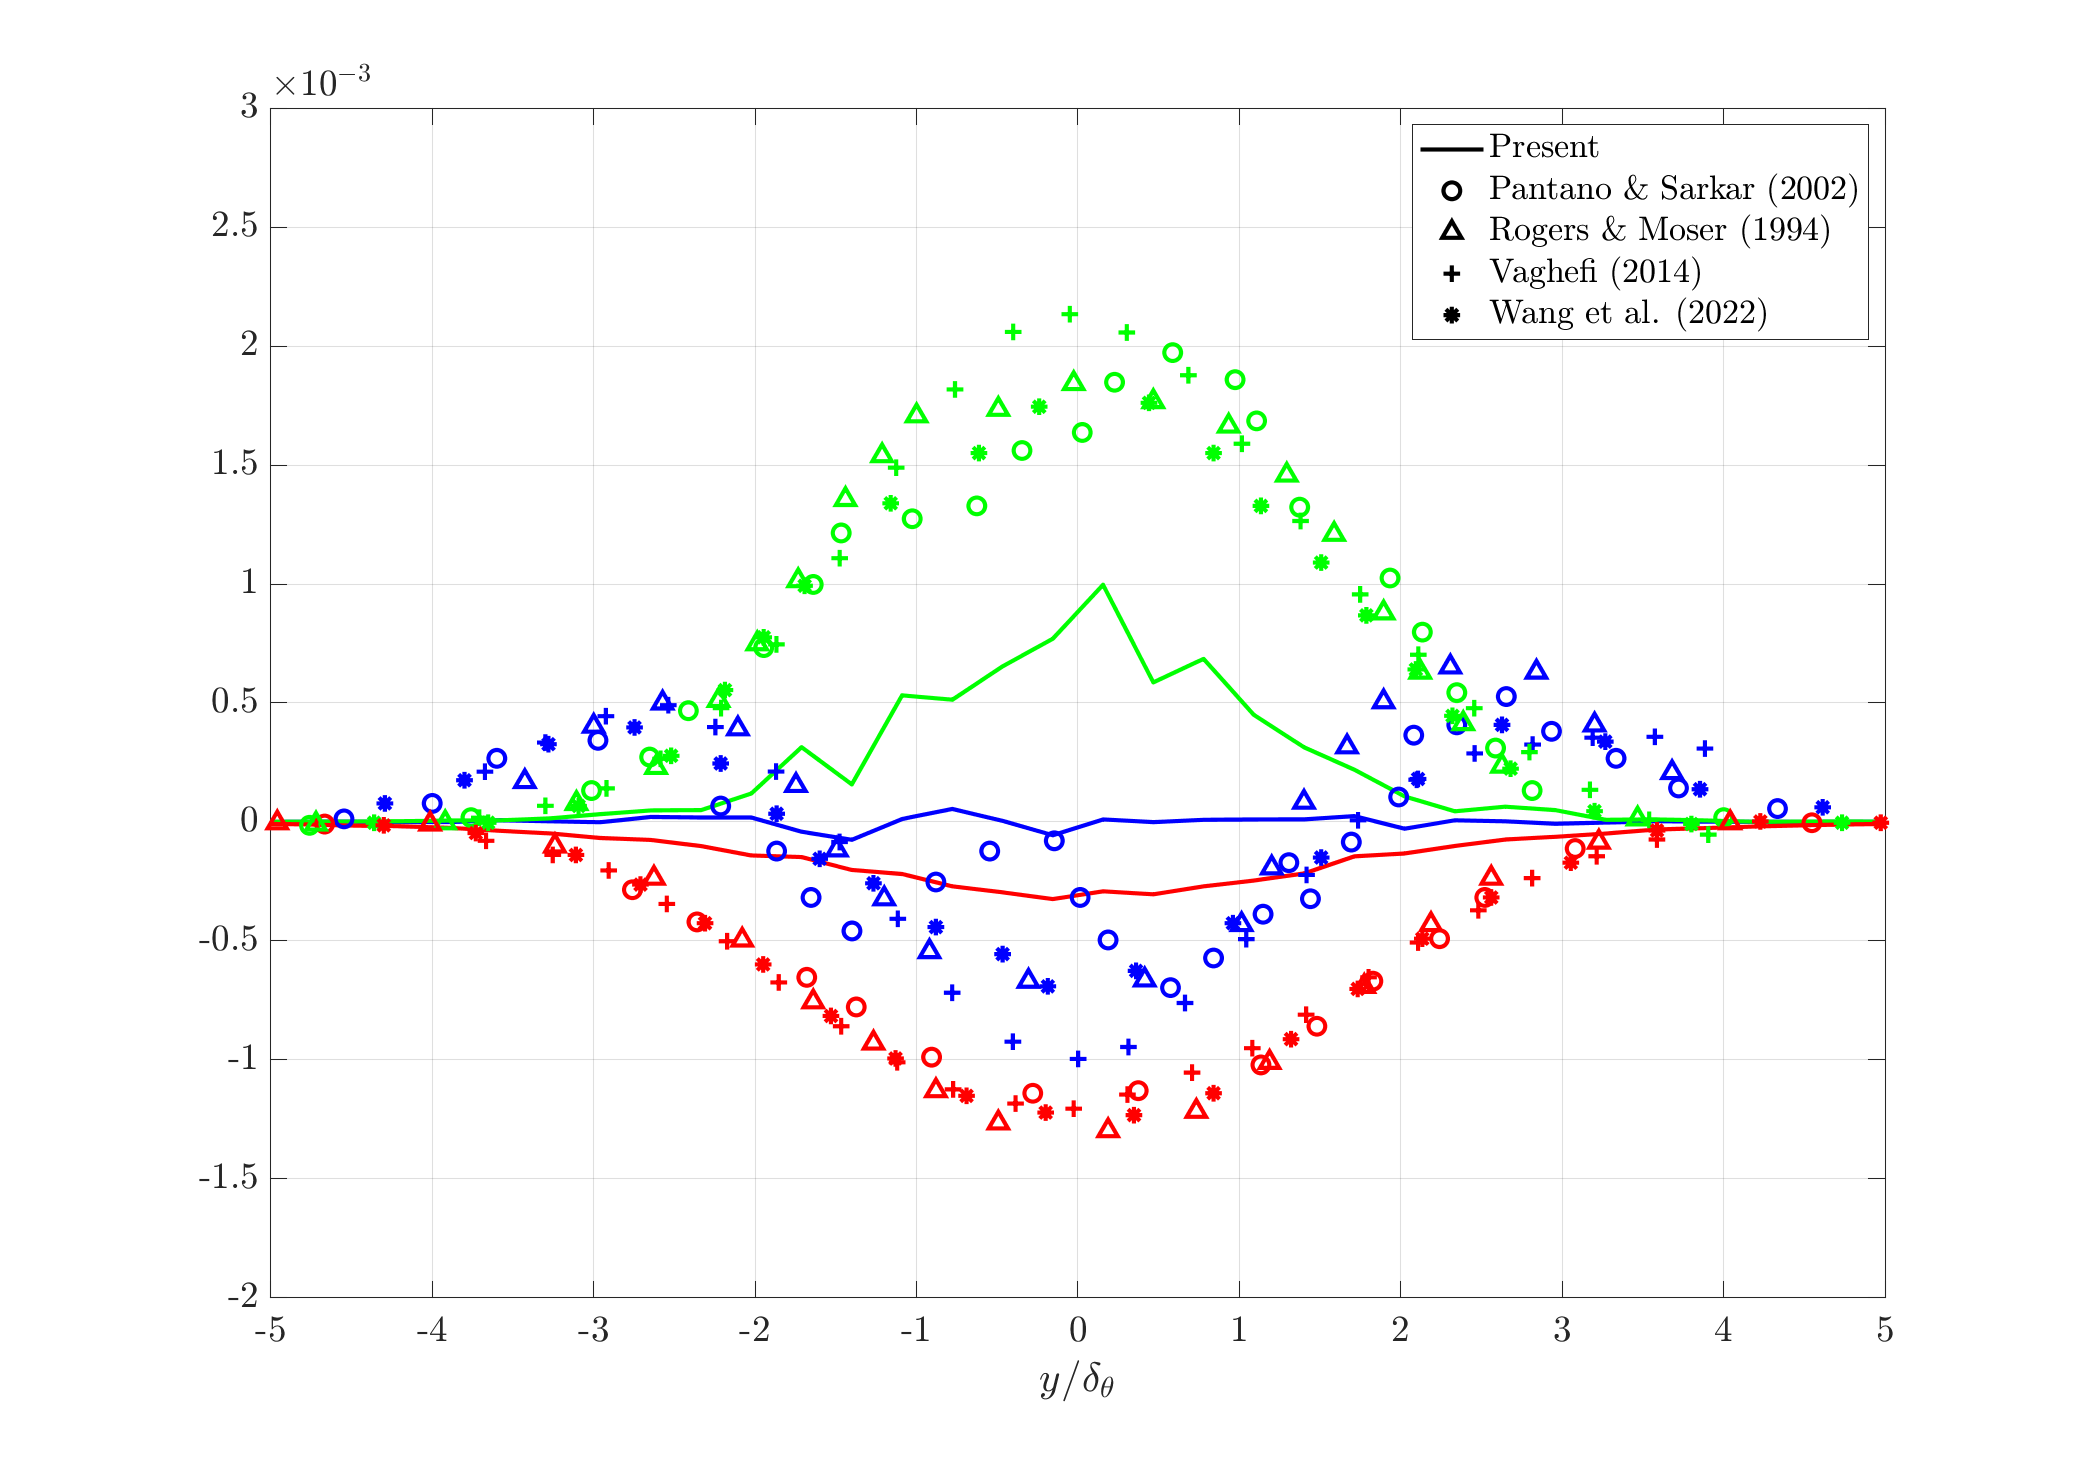 ×10⁻³
3
2.5
2
1.5
1
0.5
0
-0.5
-1
-1.5
-2
-5 -4 -3 -2 -1 0 1 2 3 4 5
y/δ_θ
Present
Pantano & Sarkar (2002)
Rogers & Moser (1994)
Vaghefi (2014)
Wang et al. (2022)